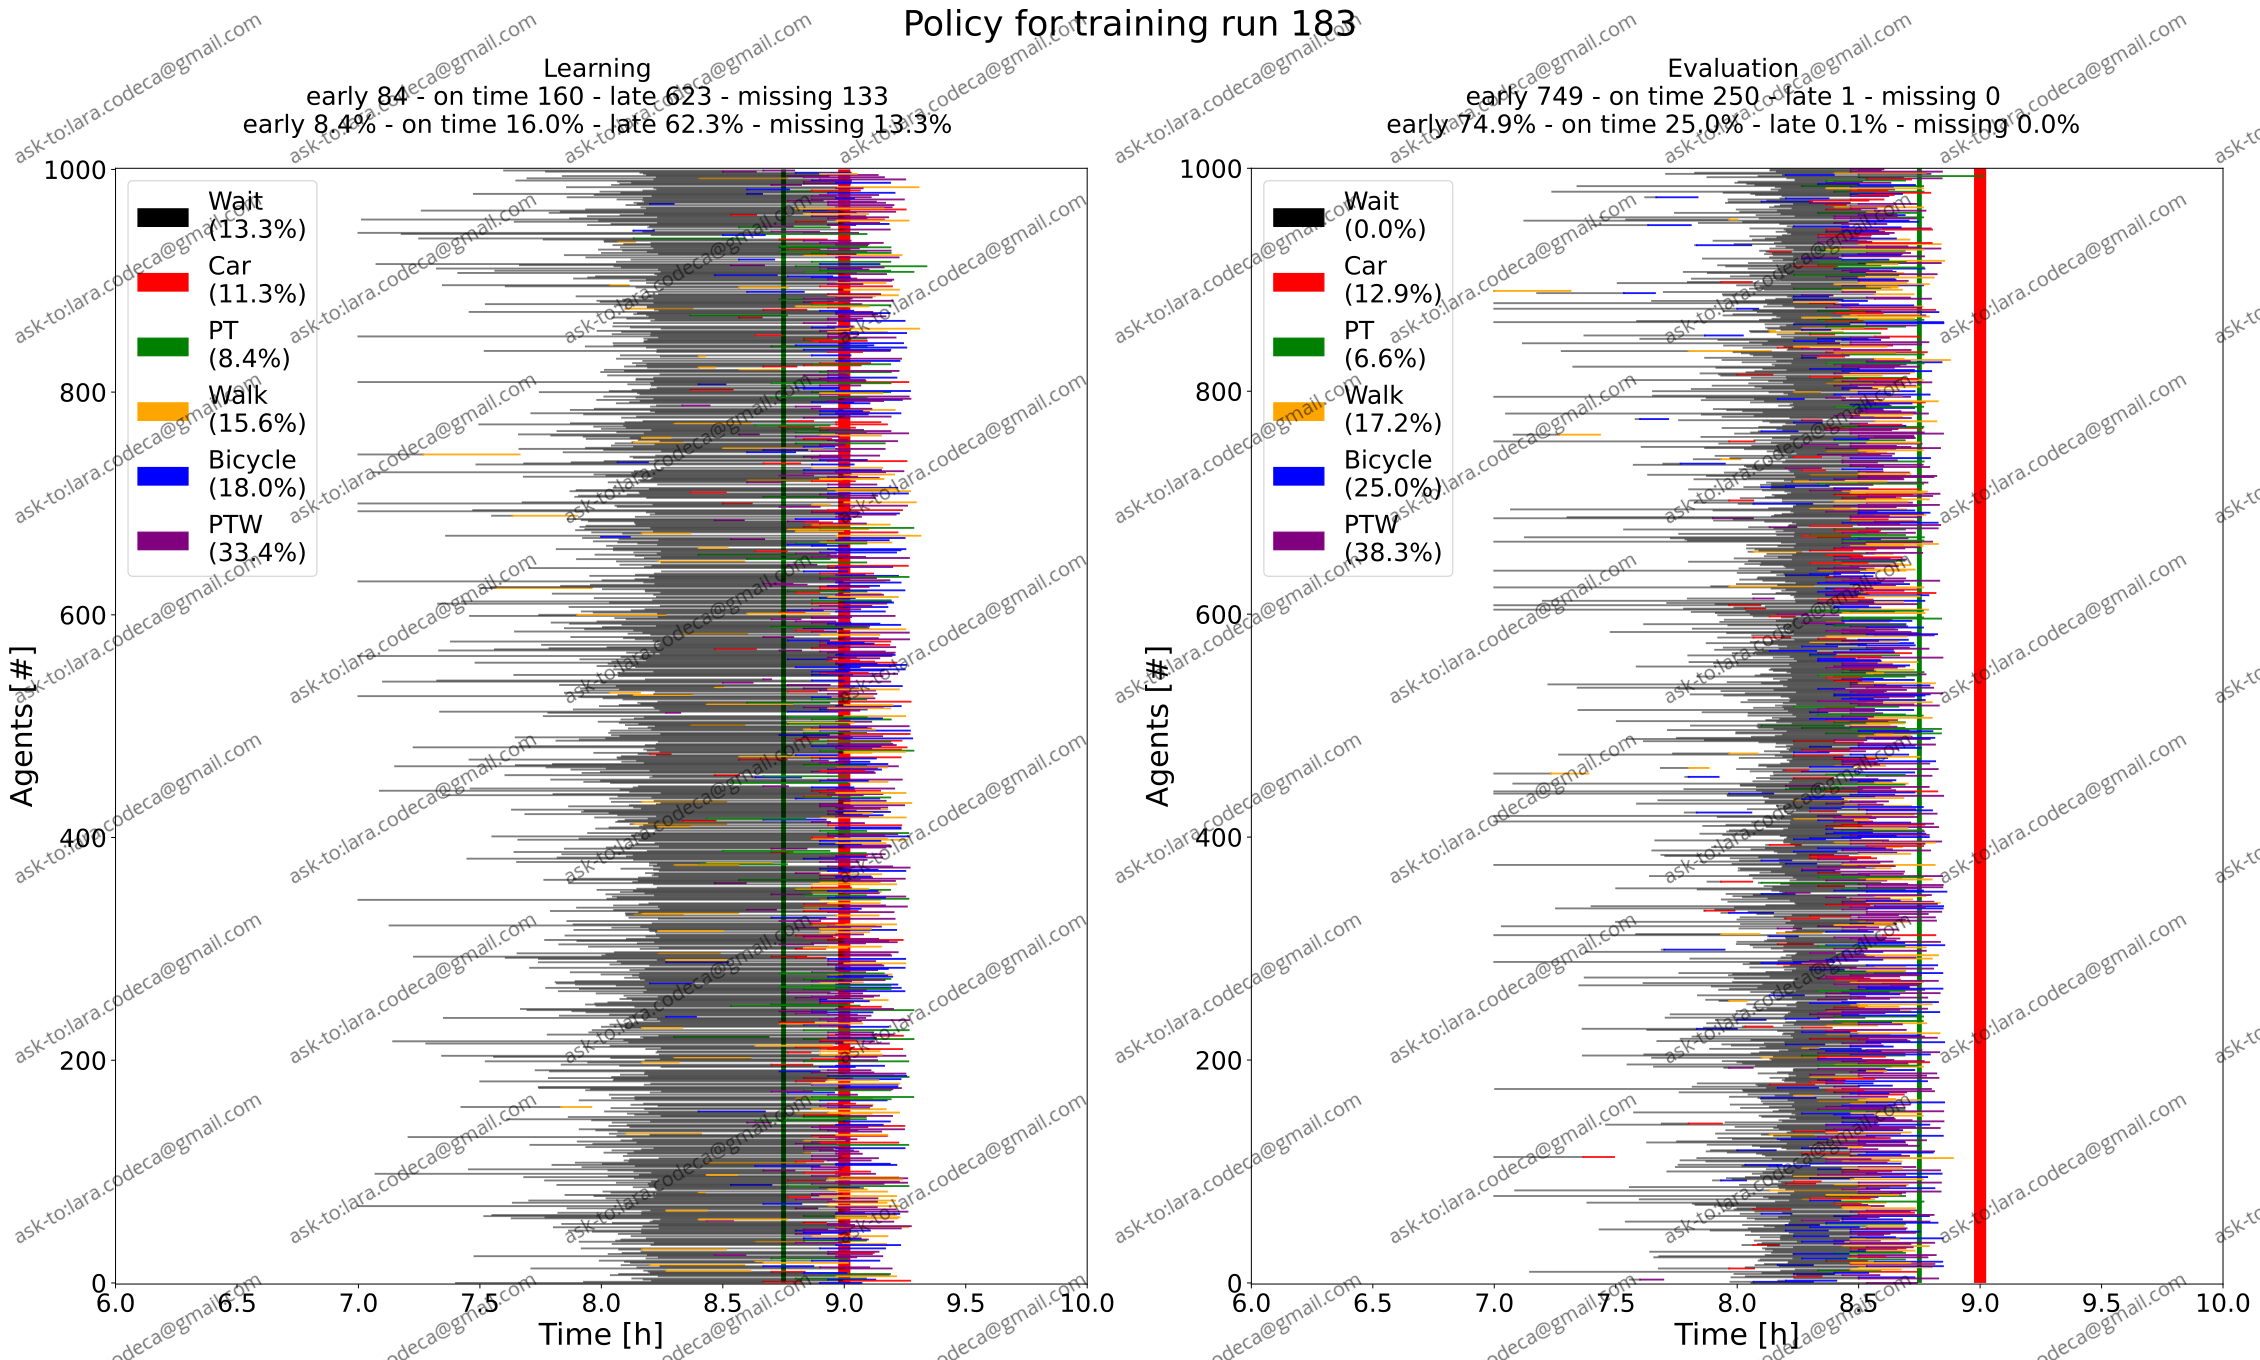 Policy for training run 183
Learning
early 84 - on time 160 - late 623 - missing 133
early 8.4% - on time 16.0% - late 62.3% - missing 13.3%
1000
800
600
400
200
0
Agents [#]
Wait
(13.3%)
Car
(11.3%)
PT
(8.4%)
Walk
(15.6%)
Bicycle
(18.0%)
PTW
(33.4%)
6.0 6.5 7.0 7.5 8.0 8.5 9.0 9.5 10.0
Time [h]
Evaluation
early 749 - on time 250 - late 1 - missing 0
early 74.9% - on time 25.0% - late 0.1% - missing 0.0%
1000
800
600
400
200
0
Agents [#]
Wait
(0.0%)
Car
(12.9%)
PT
(6.6%)
Walk
(17.2%)
Bicycle
(25.0%)
PTW
(38.3%)
6.0 6.5 7.0 7.5 8.0 8.5 9.0 9.5 10.0
Time [h]
ask-to:lara.codeca@gmail.com